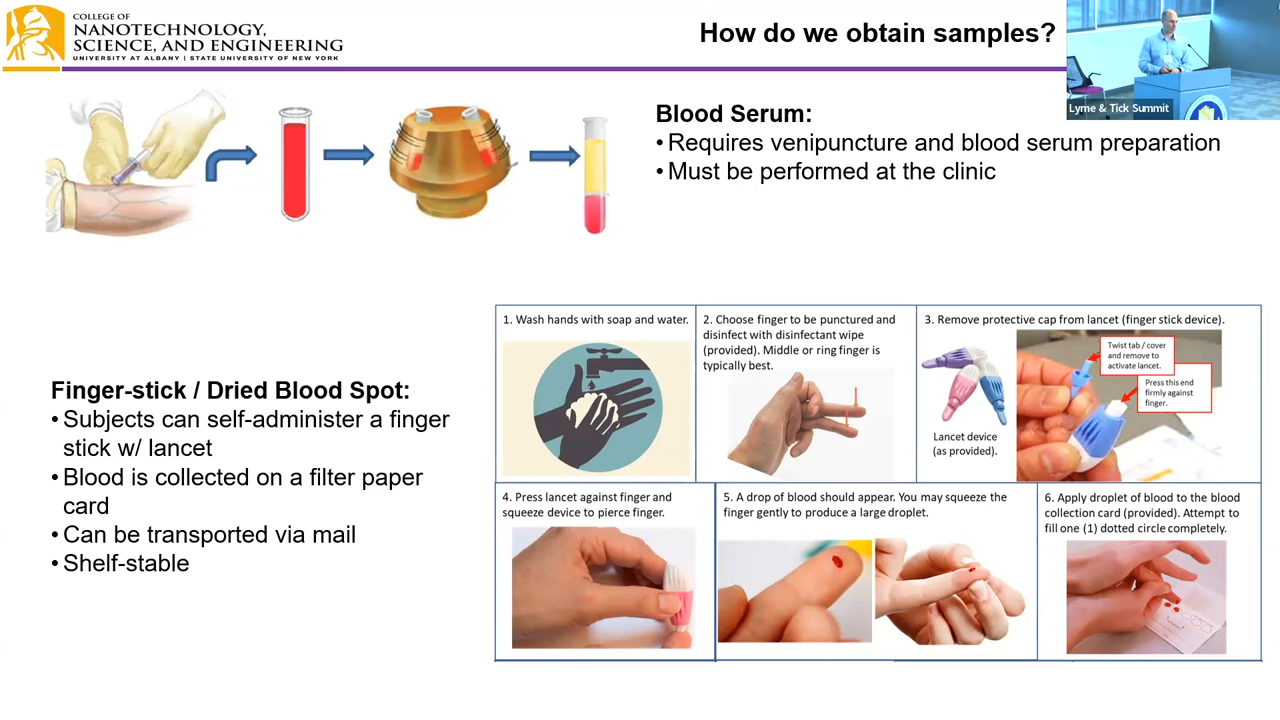 COLLEGE OF
NANOTECHNOLOGY,
SCIENCE, AND ENGINEERING
UNIVERSITY AT ALBANY | STATE UNIVERSITY OF NEW YORK
How do we obtain samples?
Lyme & Tick Summit
Blood Serum:
• Requires venipuncture and blood serum preparation
• Must be performed at the clinic
Finger-stick / Dried Blood Spot:
• Subjects can self-administer a finger
stick w/ lancet
• Blood is collected on a filter paper
card
• Can be transported via mail
• Shelf-stable
1. Wash hands with soap and water.
2. Choose finger to be punctured and
disinfect with disinfectant wipe
(provided). Middle or ring finger is
typically best.
3. Remove protective cap from lancet (finger stick device).
Twist tab / cover
and remove to
activate lancet.
Press this end
firmly against
finger.
Lancet device
(as provided).
4. Press lancet against finger and
squeeze device to pierce finger.
5. A drop of blood should appear. You may squeeze the
finger gently to produce a large droplet.
6. Apply droplet of blood to the blood
collection card (provided). Attempt to
fill one (1) dotted circle completely.